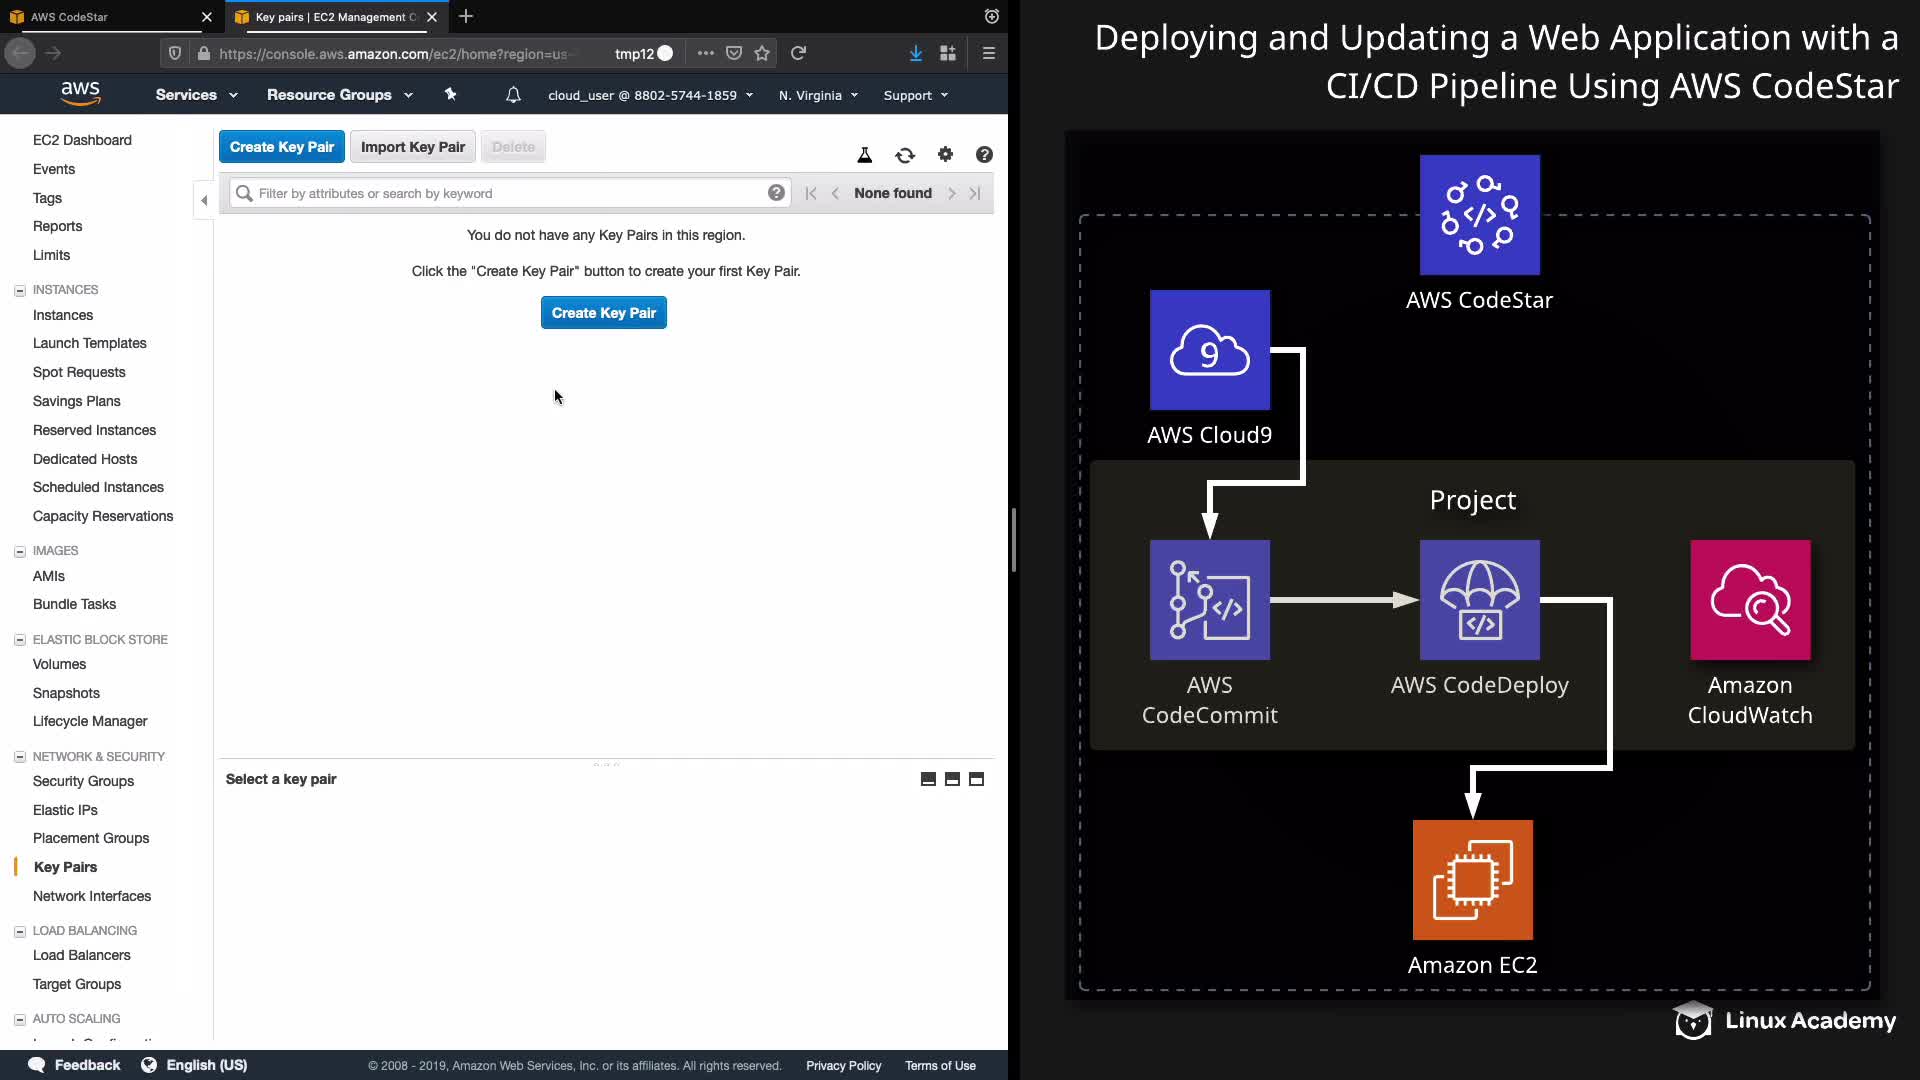 AWS CodeStar
Key pairs | EC2 Management C
https://console.aws.amazon.com/ec2/home?region=us-
tmp12
aws
Services
Resource Groups
cloud_user @ 8802-5744-1859
N. Virginia
Support
EC2 Dashboard
Events
Tags
Reports
Limits
INSTANCES
Instances
Launch Templates
Spot Requests
Savings Plans
Reserved Instances
Dedicated Hosts
Scheduled Instances
Capacity Reservations
IMAGES
AMIs
Bundle Tasks
ELASTIC BLOCK STORE
Volumes
Snapshots
Lifecycle Manager
NETWORK & SECURITY
Security Groups
Elastic IPs
Placement Groups
Key Pairs
Network Interfaces
LOAD BALANCING
Load Balancers
Target Groups
AUTO SCALING
Create Key Pair
Import Key Pair
Delete
Filter by attributes or search by keyword
None found
You do not have any Key Pairs in this region.
Click the "Create Key Pair" button to create your first Key Pair.
Create Key Pair
Select a key pair
Feedback
English (US)
© 2008 - 2019, Amazon Web Services, Inc. or its affiliates. All rights reserved.
Privacy Policy
Terms of Use
Deploying and Updating a Web Application with a
CI/CD Pipeline Using AWS CodeStar
AWS CodeStar
9
AWS Cloud9
Project
AWS
CodeCommit
AWS CodeDeploy
Amazon
CloudWatch
Amazon EC2
Linux Academy